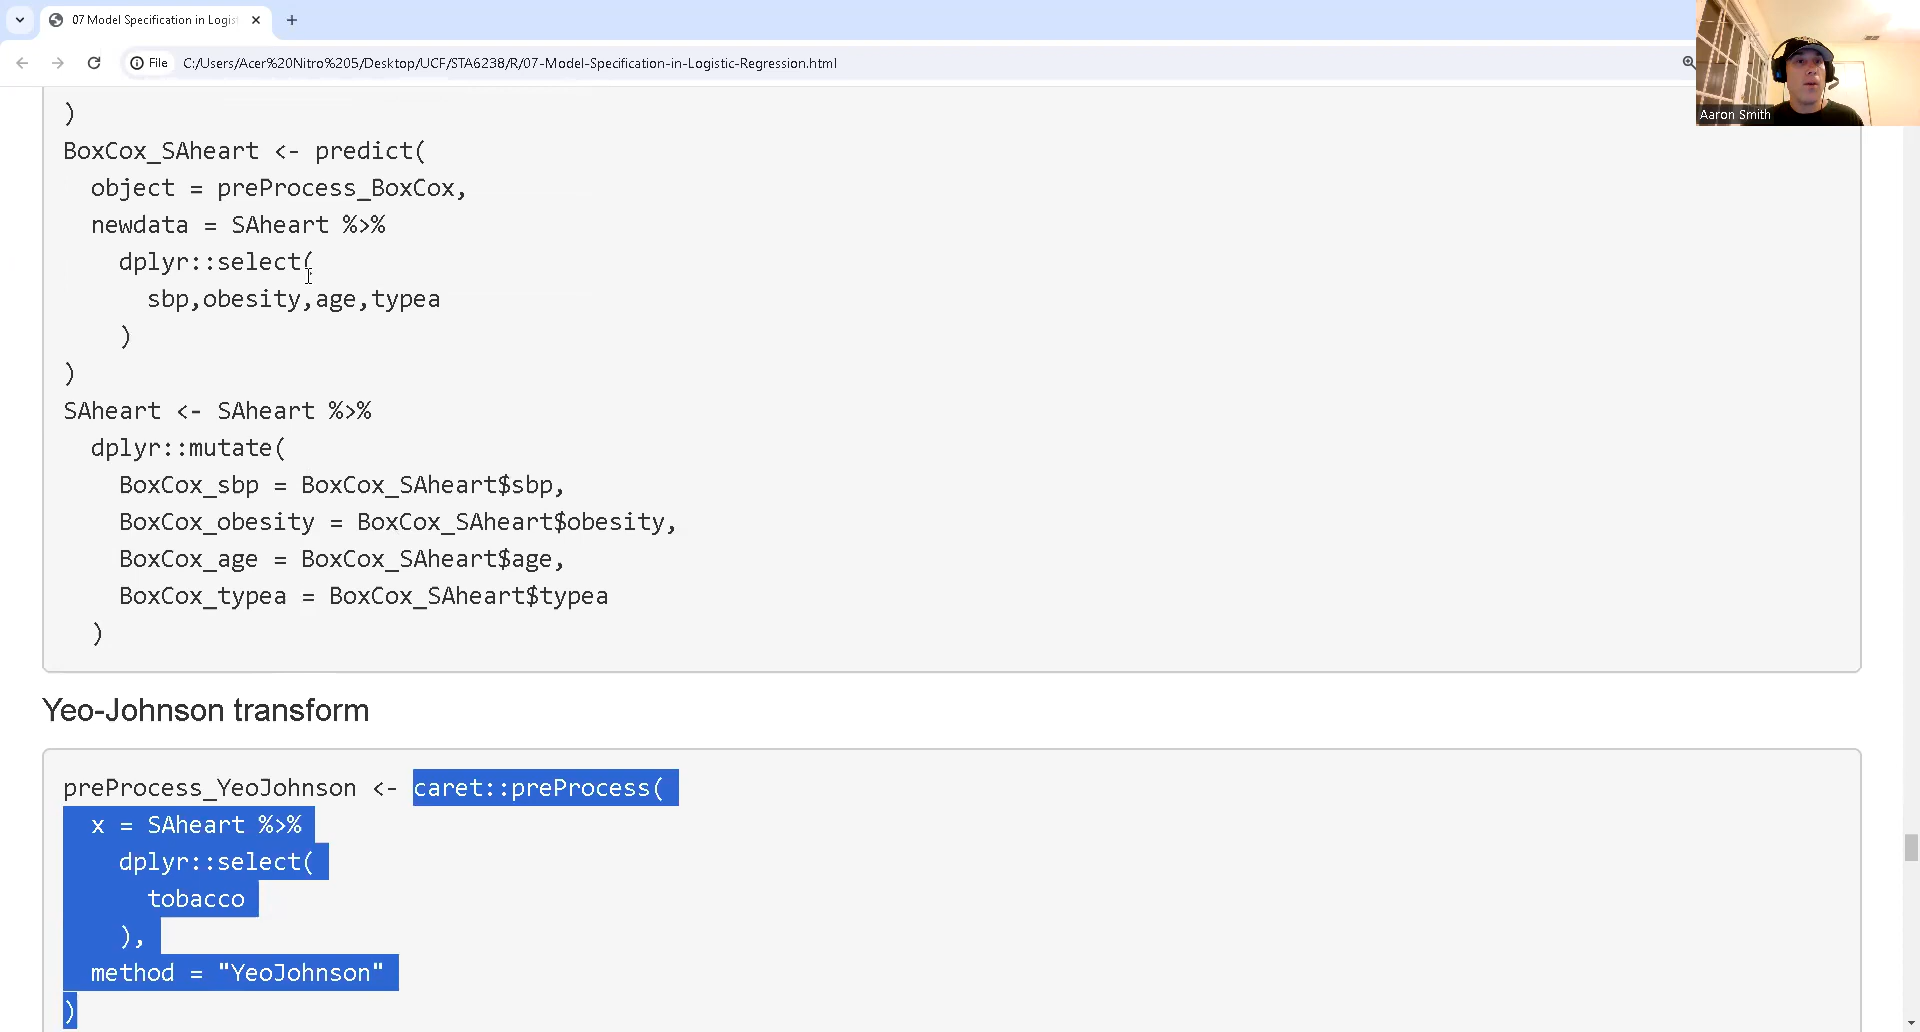 07 Model Specification in Logis
File
C:/Users/Acer%20Nitro%205/Desktop/UCF/STA6238/R/07-Model-Specification-in-Logistic-Regression.html
Aaron Smith
)
BoxCox_SAheart <- predict(
  object = preProcess_BoxCox,
  newdata = SAheart %>%
    dplyr::select(
      sbp,obesity,age,typea
    )
)
SAheart <- SAheart %>%
  dplyr::mutate(
    BoxCox_sbp = BoxCox_SAheart$sbp,
    BoxCox_obesity = BoxCox_SAheart$obesity,
    BoxCox_age = BoxCox_SAheart$age,
    BoxCox_typea = BoxCox_SAheart$typea
  )
Yeo-Johnson transform
preProcess_YeoJohnson <- caret::preProcess(
  x = SAheart %>%
    dplyr::select(
      tobacco
    ),
  method = "YeoJohnson"
)